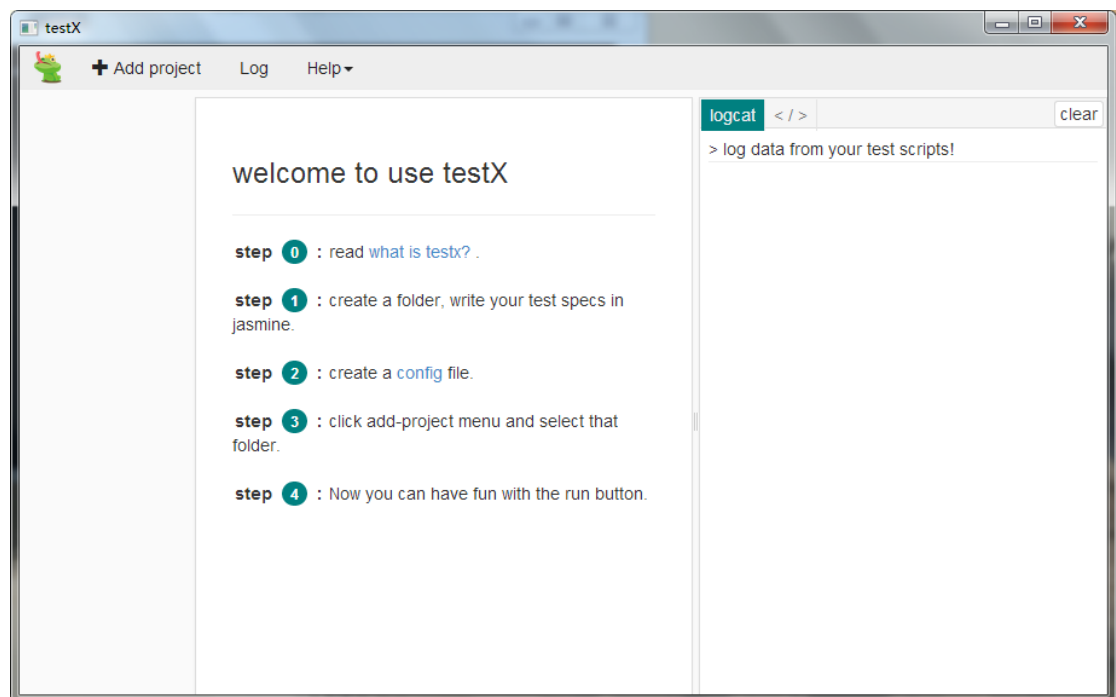 testX
Add project Log Help
logcat < / > clear
> log data from your test scripts!
welcome to use testX
step 0 : read what is testx? .
step 1 : create a folder, write your test specs in
jasmine.
step 2 : create a config file.
step 3 : click add-project menu and select that
folder.
step 4 : Now you can have fun with the run button.